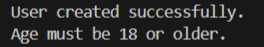 User created successfully.
Age must be 18 or older.